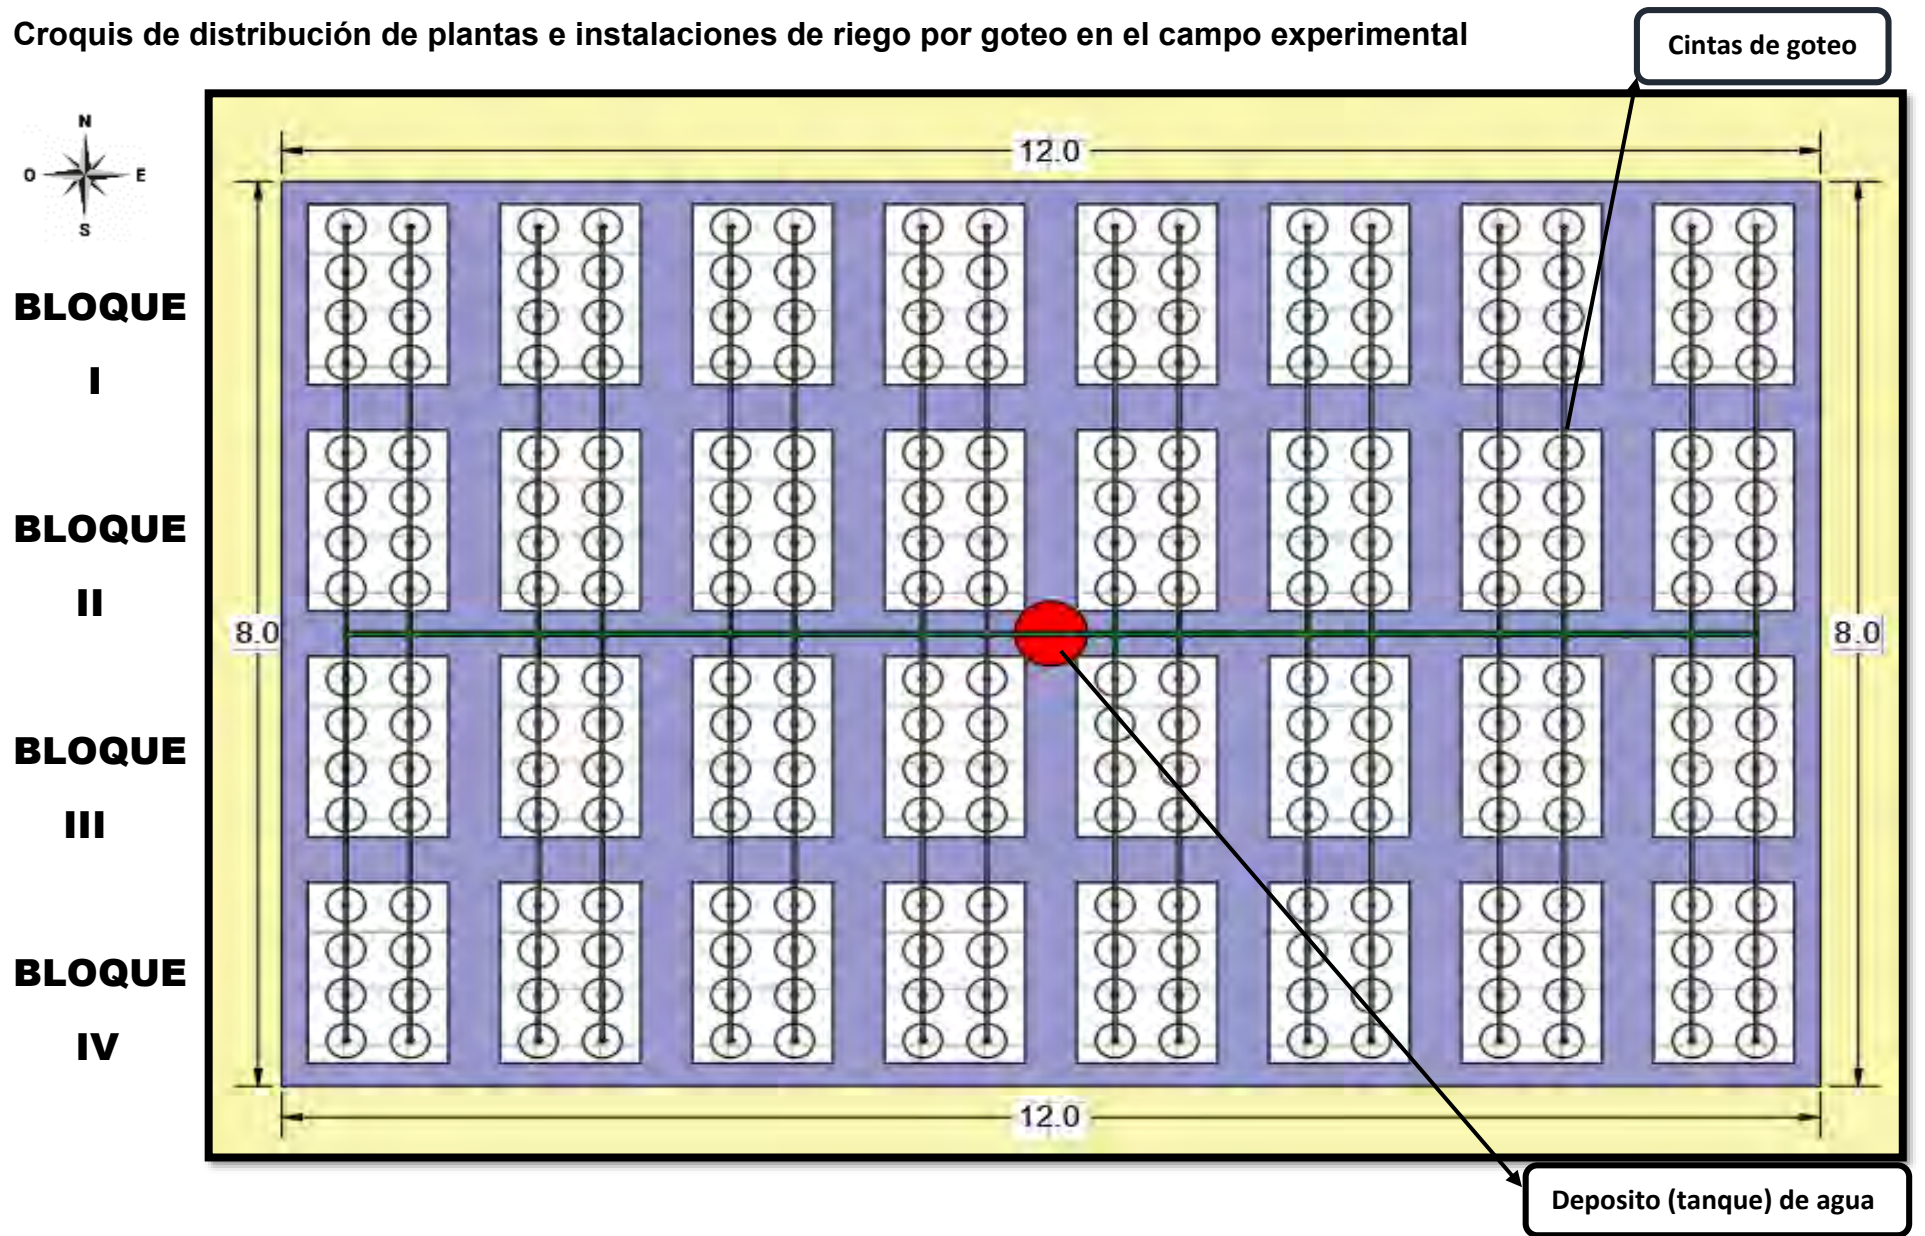 Croquis de distribución de plantas e instalaciones de riego por goteo en el campo experimental
Cintas de goteo
N
O
E
S
12.0
BLOQUE
I
BLOQUE
II
8.0
8.0
BLOQUE
III
BLOQUE
IV
12.0
Deposito (tanque) de agua